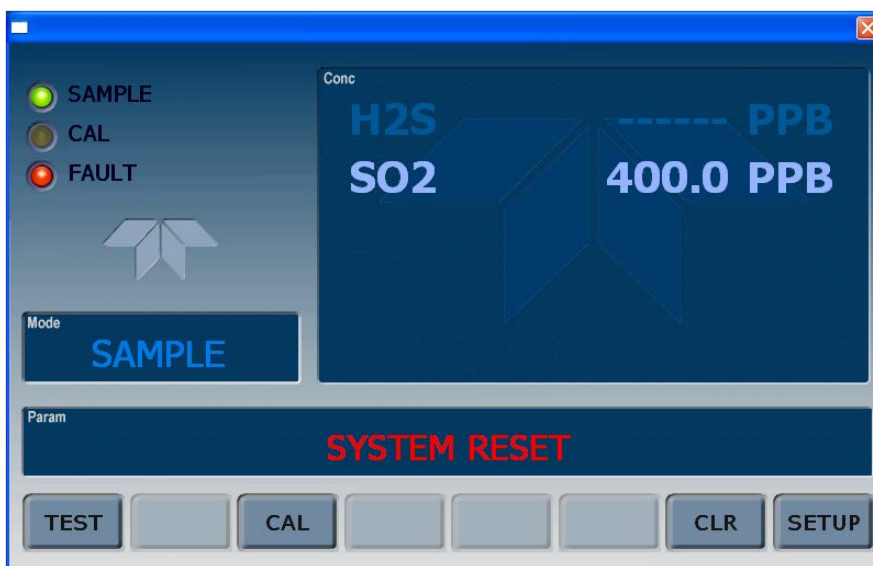 SAMPLE
CAL
FAULT
Conc
H2S ------ PPB
SO2 400.0 PPB
Mode
SAMPLE
Param
SYSTEM RESET
TEST CAL CLR SETUP